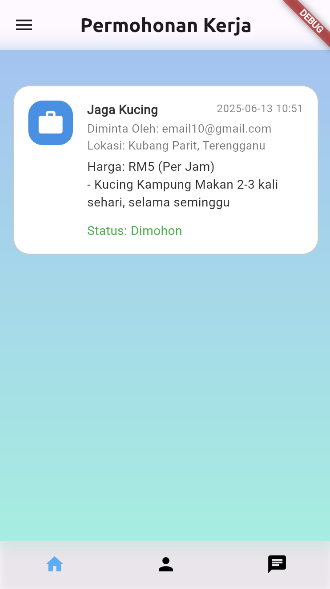 Permohonan Kerja
DEBUG
Jaga Kucing
2025-06-13 10:51
Diminta Oleh: email10@gmail.com
Lokasi: Kubang Parit, Terengganu
Harga: RM5 (Per Jam)
- Kucing Kampung Makan 2-3 kali
sehari, selama seminggu
Status: Dimohon